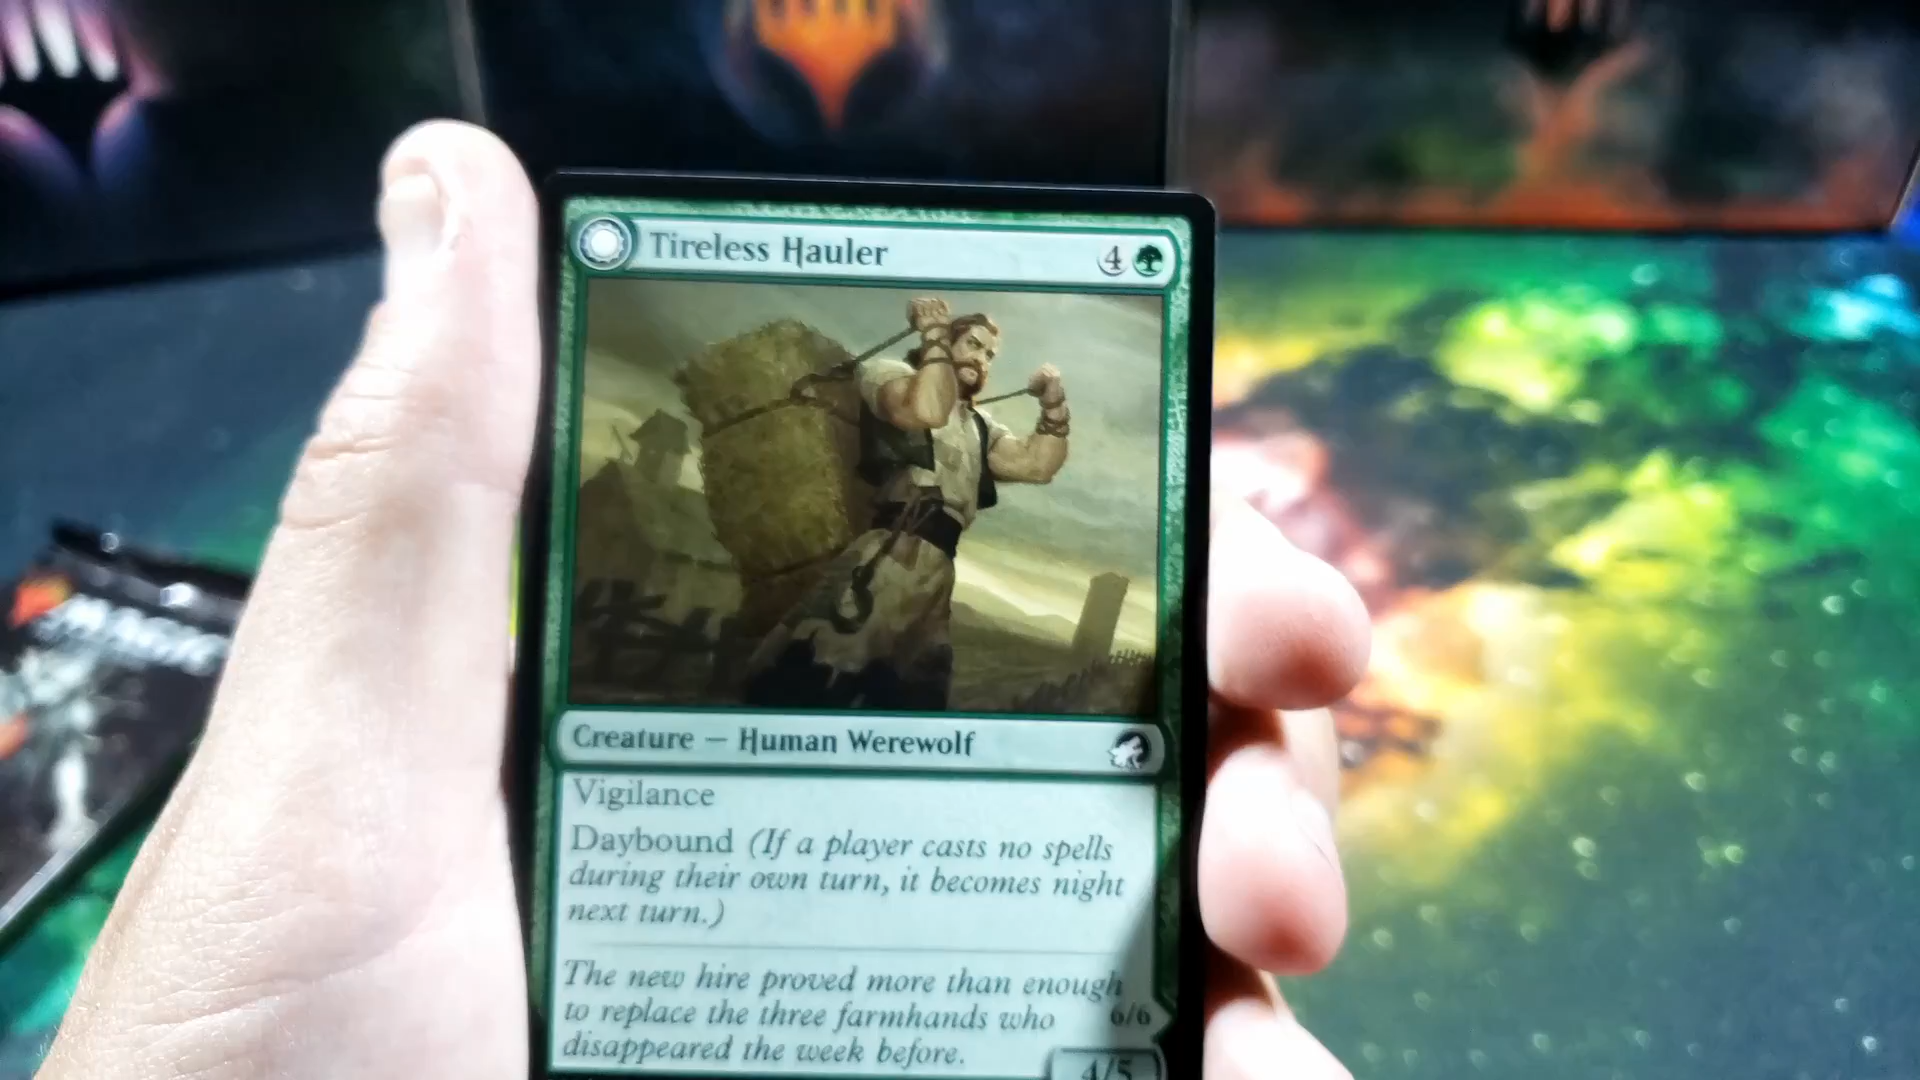 Tireless Hauler 4
Creature — Human Werewolf
Vigilance
Daybound (If a player casts no spells
during their own turn, it becomes night
next turn.)
The new hire proved more than enough
to replace the three farmhands who
disappeared the week before.
6/6
4/5
MAGIC